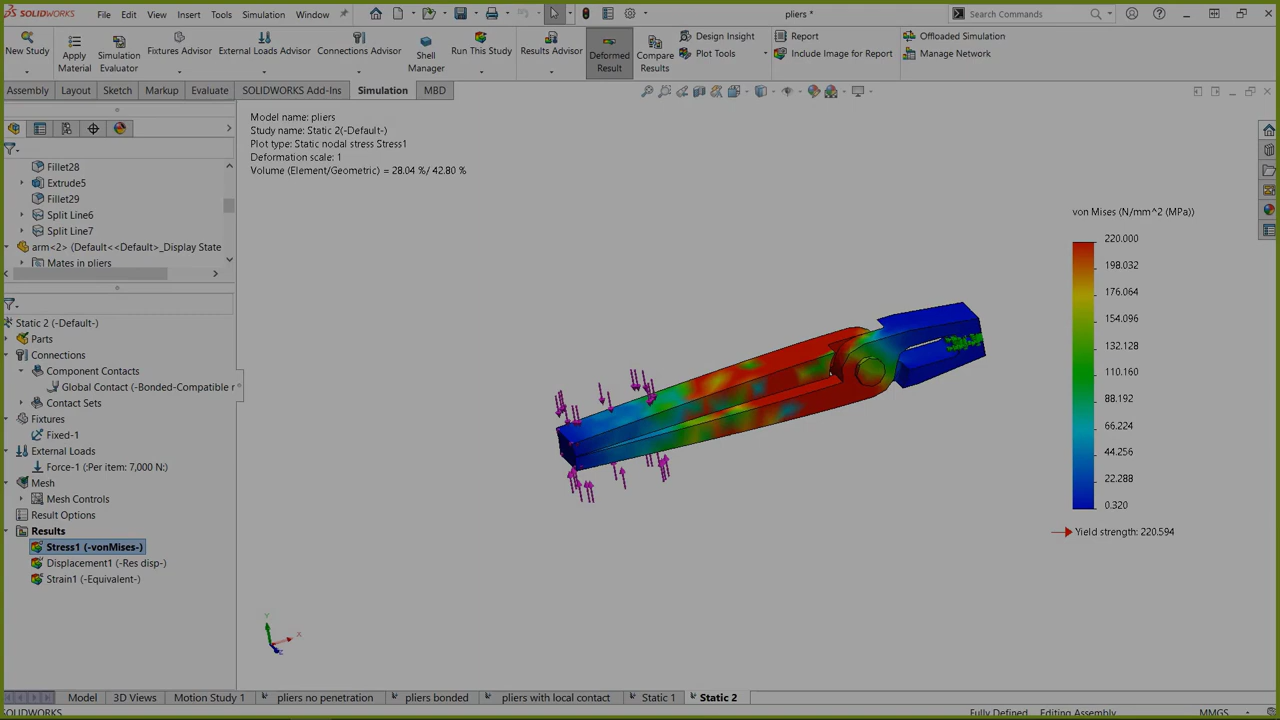 SOLIDWORKS
File
Edit
View
Insert
Tools
Simulation
Window
pliers *
Search Commands
New Study
Apply
Material
Simulation
Evaluator
Fixtures Advisor
External Loads Advisor
Connections Advisor
Shell
Manager
Run This Study
Results Advisor
Deformed
Result
Compare
Results
Design Insight
Plot Tools
Report
Include Image for Report
Offloaded Simulation
Manage Network
Assembly
Layout
Sketch
Markup
Evaluate
SOLIDWORKS Add-Ins
Simulation
MBD
Fillet28
Extrude5
Fillet29
Split Line6
Split Line7
arm<2> (Default<<Default>_Display State
Mates in pliers
Static 2 (-Default-)
Parts
Connections
Component Contacts
Global Contact (-Bonded-Compatible r
Contact Sets
Fixtures
Fixed-1
External Loads
Force-1 (:Per item: 7,000 N:)
Mesh
Mesh Controls
Result Options
Results
Stress1 (-vonMises-)
Displacement1 (-Res disp-)
Strain1 (-Equivalent-)
Model name: pliers
Study name: Static 2(-Default-)
Plot type: Static nodal stress Stress1
Deformation scale: 1
Volume (Element/Geometric) = 28.04 %/ 42.80 %
von Mises (N/mm^2 (MPa))
220.000
198.032
176.064
154.096
132.128
110.160
88.192
66.224
44.256
22.288
0.320
Yield strength: 220.594
Y
X
Z
Model
3D Views
Motion Study 1
pliers no penetration
pliers bonded
pliers with local contact
Static 1
Static 2
SOLIDWORKS
Fully Defined
Editing Assembly
MMGS